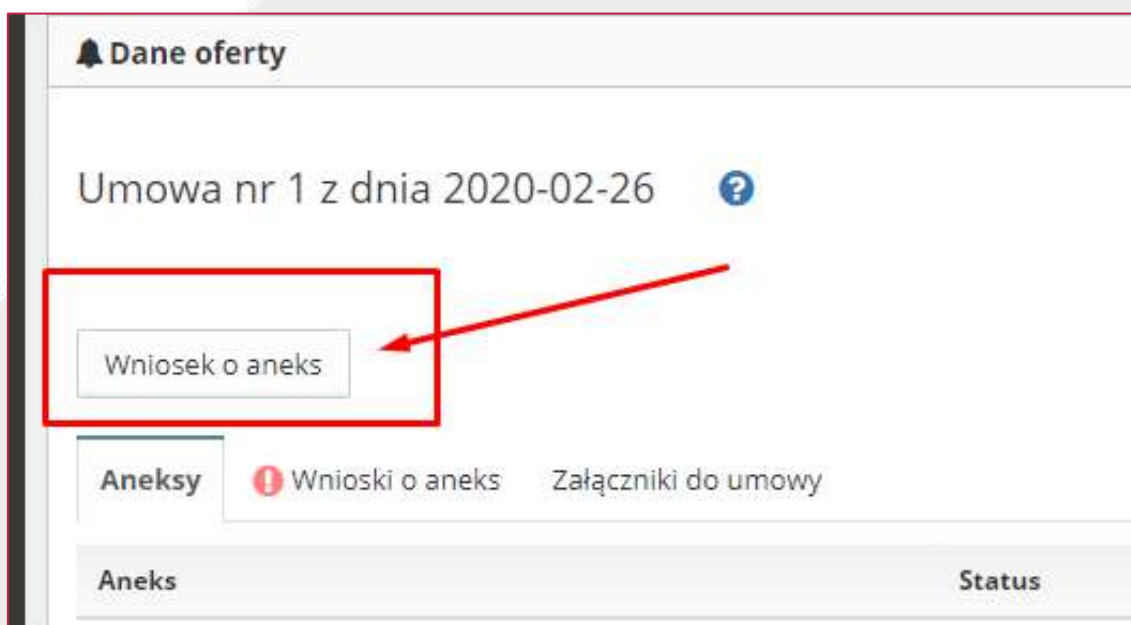 Dane oferty
Umowa nr 1 z dnia 2020-02-26
Wniosek o aneks
Aneksy Wnioski o aneks Załączniki do umowy
Aneks Status